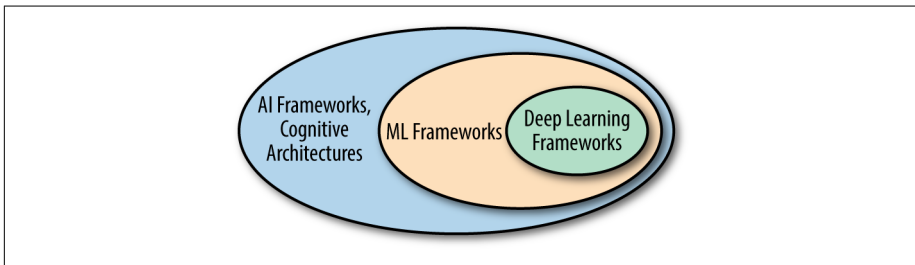 AI Frameworks,
Cognitive
Architectures
ML Frameworks
Deep Learning
Frameworks